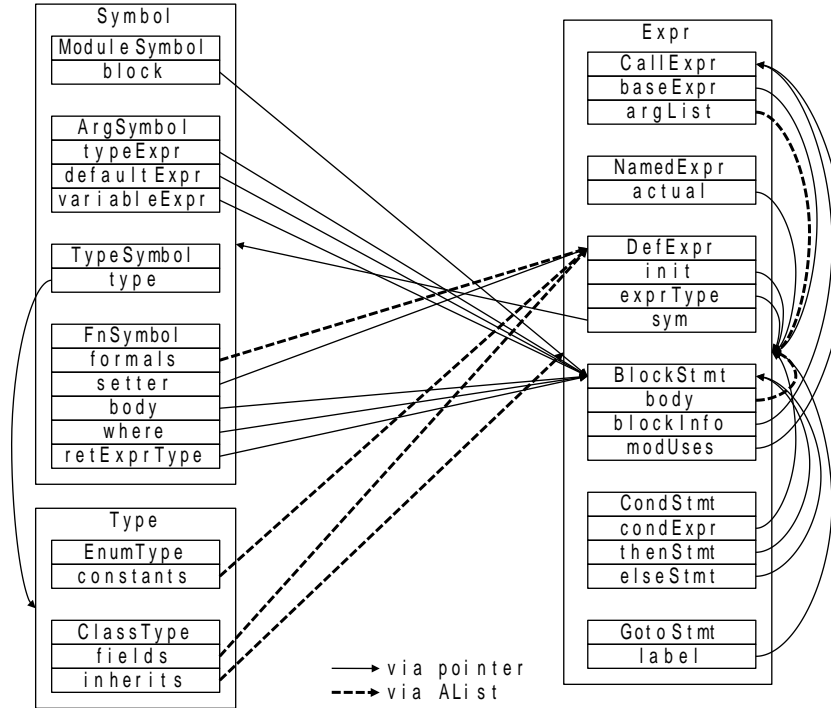 Symbol
ModuleSymbol
block
ArgSymbol
typeExpr
defaultExpr
variableExpr
TypeSymbol
type
FnSymbol
formals
setter
body
where
retExprType
Type
EnumType
constants
ClassType
fields
inherits
Expr
CallExpr
baseExpr
argList
NamedExpr
actual
DefExpr
init
exprType
sym
BlockStmt
body
blockInfo
modUses
CondStmt
condExpr
thenStmt
elseStmt
GotoStmt
label
via pointer
via AList